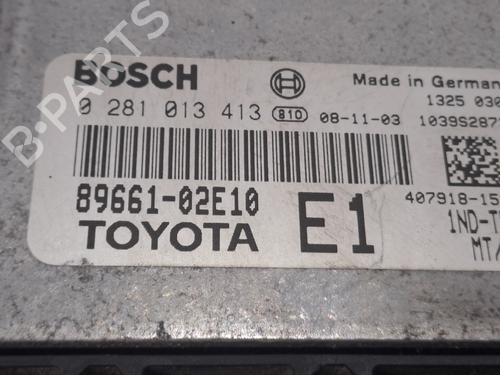 BOSCH
Made in German
0 281 013 413 810 08-11-03
1325 030
1039S2877
407918-15
89661-02E10
TOYOTA
E1
1ND-T
MT/
B-PARTS